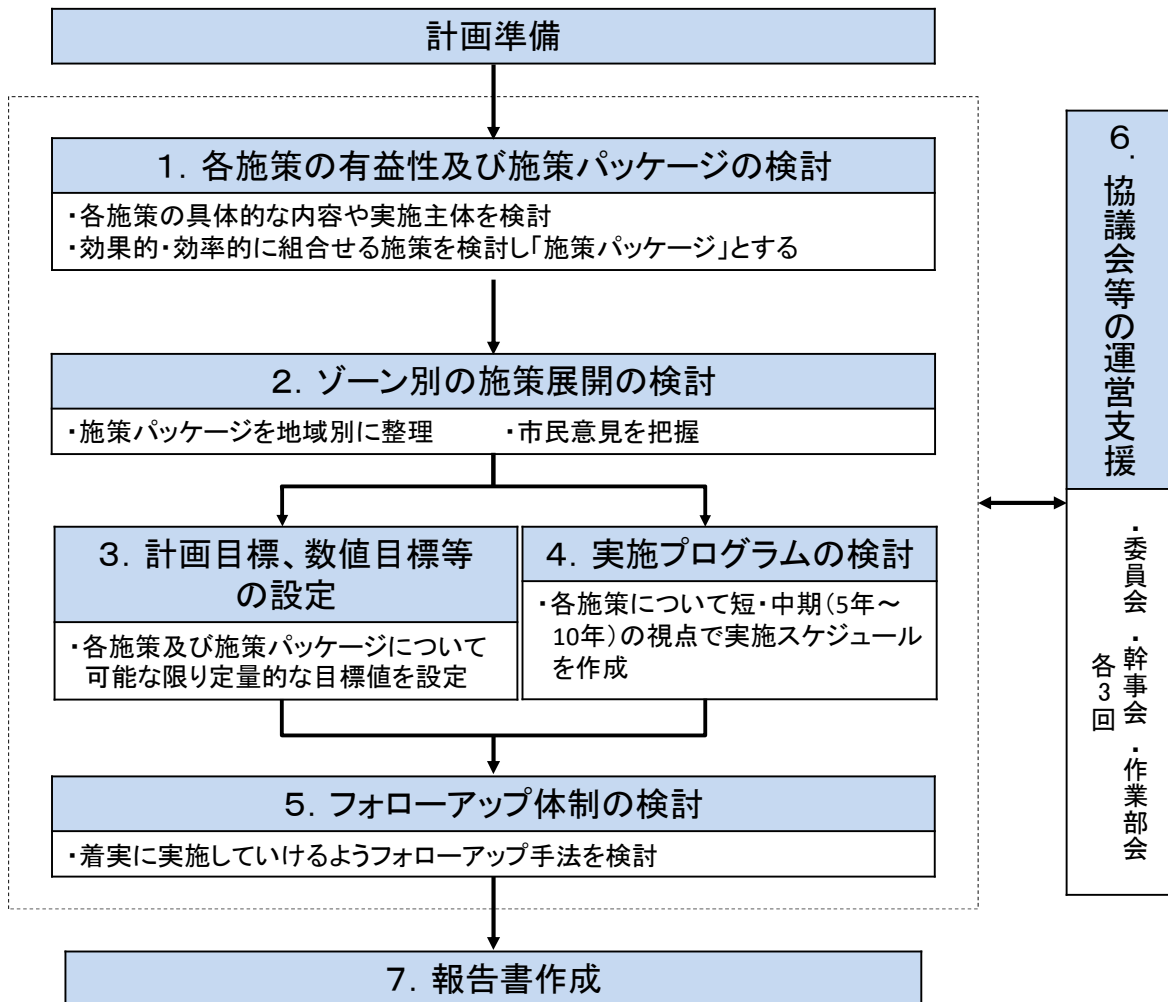 計画準備
1．各施策の有益性及び施策パッケージの検討
・各施策の具体的な内容や実施主体を検討
・効果的・効率的に組合せる施策を検討し「施策パッケージ」とする
2．ゾーン別の施策展開の検討
・施策パッケージを地域別に整理　・市民意見を把握
3．計画目標、数値目標等
の設定
・各施策及び施策パッケージについて
可能な限り定量的な目標値を設定
4．実施プログラムの検討
・各施策について短・中期（5年～
10年）の視点で実施スケジュール
を作成
5．フォローアップ体制の検討
・着実に実施していけるようフォローアップ手法を検討
6．協議会等の運営支援
・委員会・幹事会・作業部会
各3回
7．報告書作成